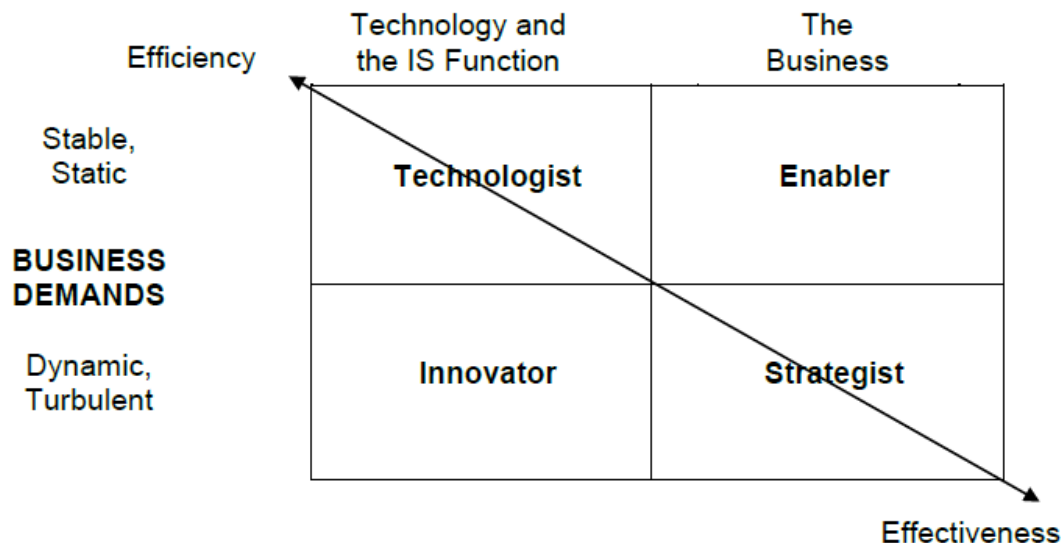 Technology and
the IS Function
The
Business
Efficiency
Stable,
Static
Technologist
Enabler
BUSINESS
DEMANDS
Dynamic,
Turbulent
Innovator
Strategist
Effectiveness